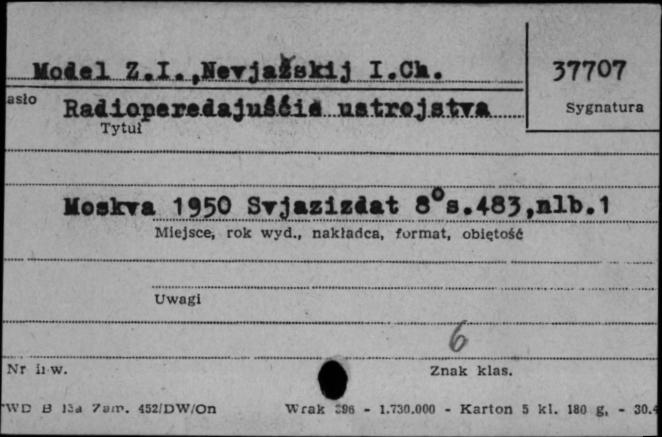 Model Z.I.,Nevjažskij I.Ch.
37707
asło
Radioperedajuščie ustrojstva
Sygnatura
Tytuł
Moskva 1950 Svjazizdat 8°s.483,nlb.1
Miejsce, rok wyd., nakładca, format, objętość
Uwagi
6
Nr inw.
Znak klas.
WD B 13a Zam. 452/DW/On Wrak 396 - 1.730.000 - Karton 5 kl. 180 g, - 30.4